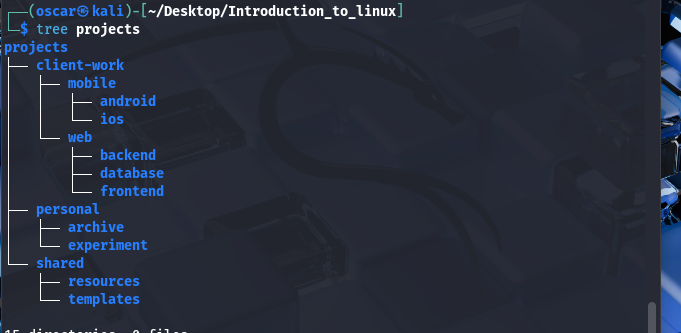 ┌──(oscar㉿kali)-[~/Desktop/Introduction_to_linux]
└─$ tree projects
projects
├── client-work
│   ├── mobile
│   │   ├── android
│   │   └── ios
│   └── web
│       ├── backend
│       ├── database
│       └── frontend
├── personal
│   ├── archive
│   └── experiment
└── shared
    ├── resources
    └── templates
15 directories, 0 files